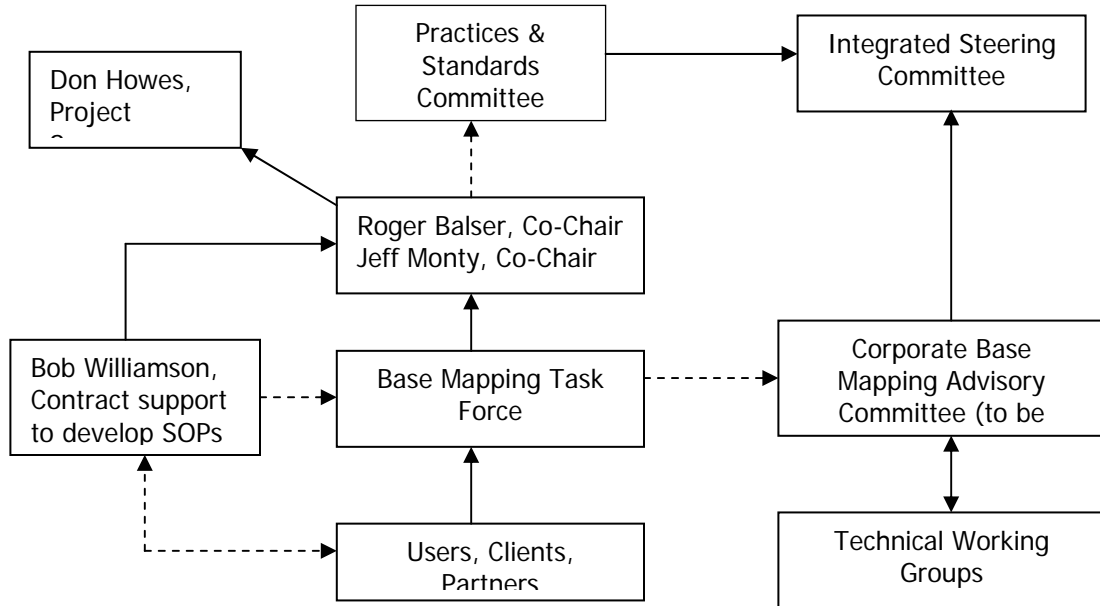 Practices &
Standards
Committee
Integrated Steering
Committee
Don Howes,
Project
Roger Balser, Co-Chair
Jeff Monty, Co-Chair
Bob Williamson,
Contract support
to develop SOPs
Base Mapping Task
Force
Corporate Base
Mapping Advisory
Committee (to be
Users, Clients,
Partners
Technical Working
Groups